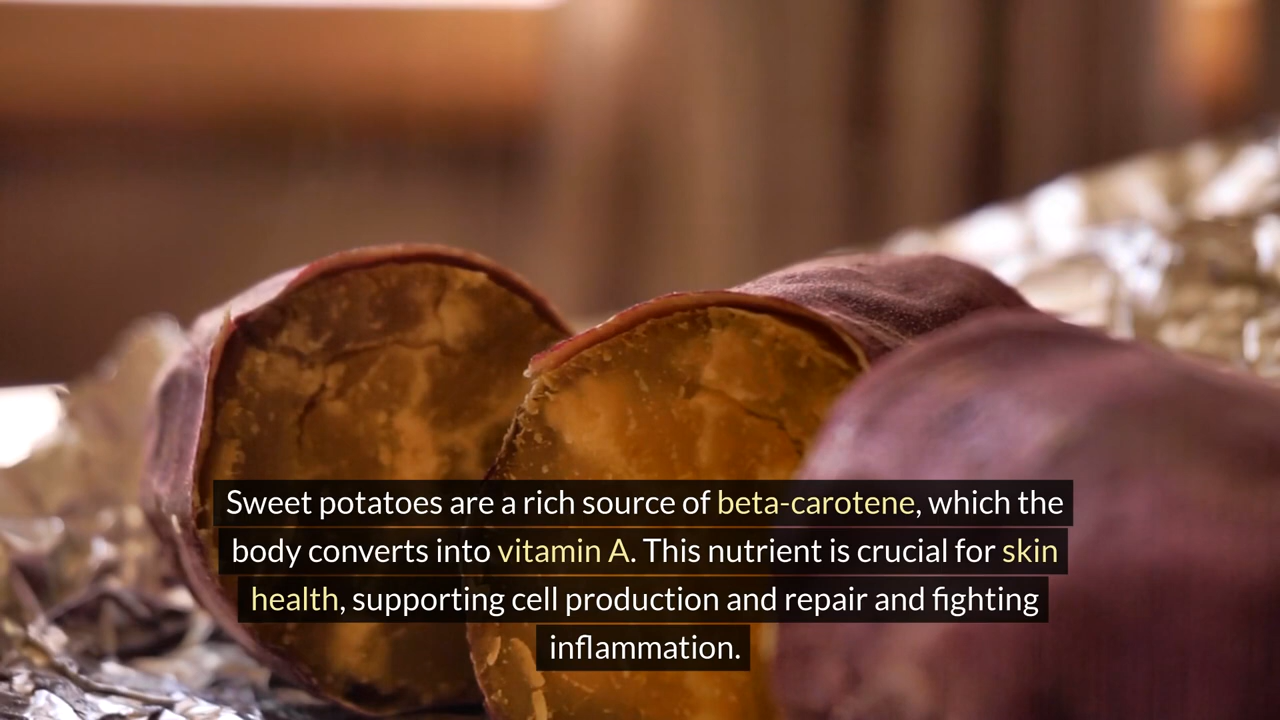 Sweet potatoes are a rich source of beta-carotene, which the
body converts into vitamin A. This nutrient is crucial for skin
health, supporting cell production and repair and fighting
inflammation.